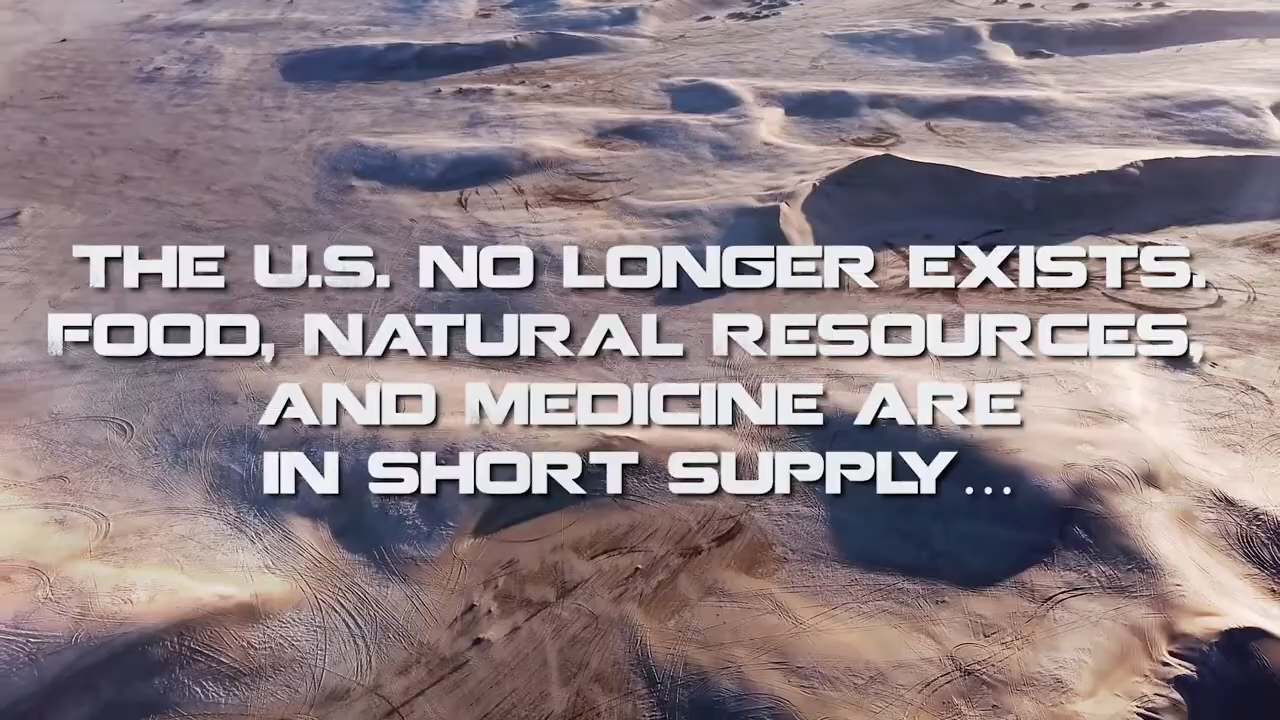 THE U.S. NO LONGER EXISTS.
FOOD, NATURAL RESOURCES,
AND MEDICINE ARE
IN SHORT SUPPLY...